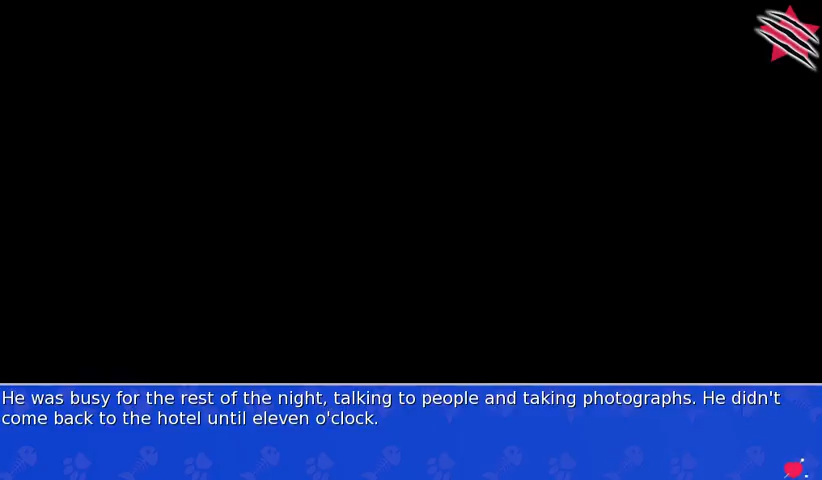 He was busy for the rest of the night, talking to people and taking photographs. He didn't
come back to the hotel until eleven o'clock.